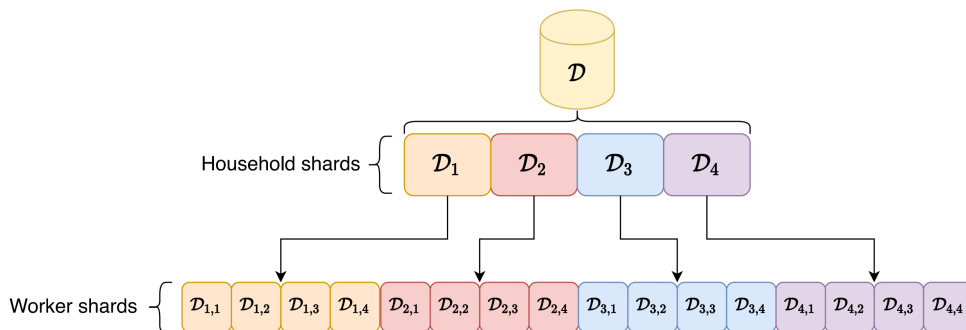 𝒟
Household shards 𝒟₁ 𝒟₂ 𝒟₃ 𝒟₄
Worker shards 𝒟₁,₁ 𝒟₁,₂ 𝒟₁,₃ 𝒟₁,₄ 𝒟₂,₁ 𝒟₂,₂ 𝒟₂,₃ 𝒟₂,₄ 𝒟₃,₁ 𝒟₃,₂ 𝒟₃,₃ 𝒟₃,₄ 𝒟₄,₁ 𝒟₄,₂ 𝒟₄,₃ 𝒟₄,₄